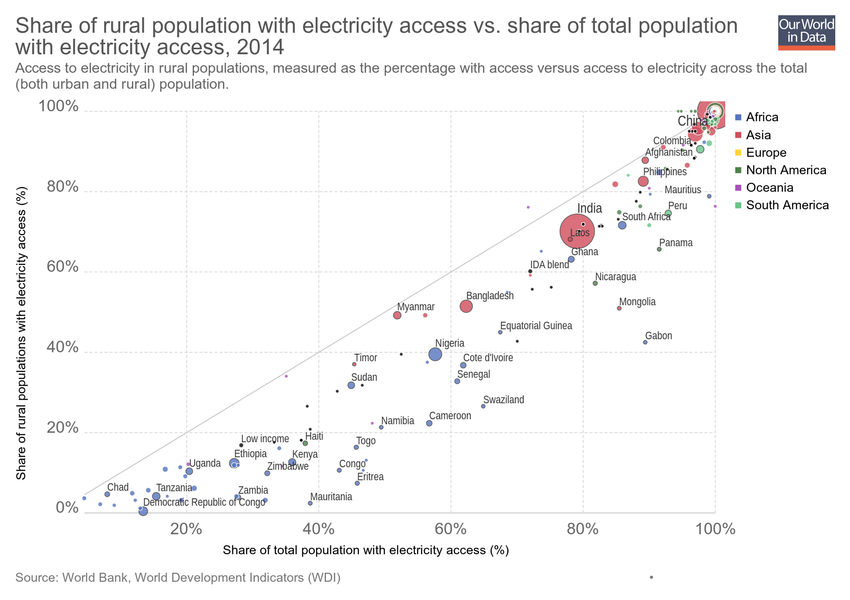 Share of rural population with electricity access vs. share of total population
with electricity access, 2014
Our World
in Data
Access to electricity in rural populations, measured as the percentage with access versus access to electricity across the total
(both urban and rural) population.
Share of rural populations with electricity access (%)
100%
80%
60%
40%
20%
0%
China
Colombia
Afghanistan
Philippines
Mauritius
India
Peru
South Africa
Laos
Panama
Ghana
IDA blend
Nicaragua
Bangladesh
Mongolia
Myanmar
Equatorial Guinea
Gabon
Nigeria
Timor
Cote d'Ivoire
Sudan
Senegal
Swaziland
Cameroon
Namibia
Low income
Haiti
Togo
Ethiopia
Kenya
Uganda
Zimbabwe
Congo
Eritrea
Chad
Tanzania
Zambia
Mauritania
Democratic Republic of Congo
20%
40%
60%
80%
100%
Share of total population with electricity access (%)
Africa
Asia
Europe
North America
Oceania
South America
Source: World Bank, World Development Indicators (WDI)